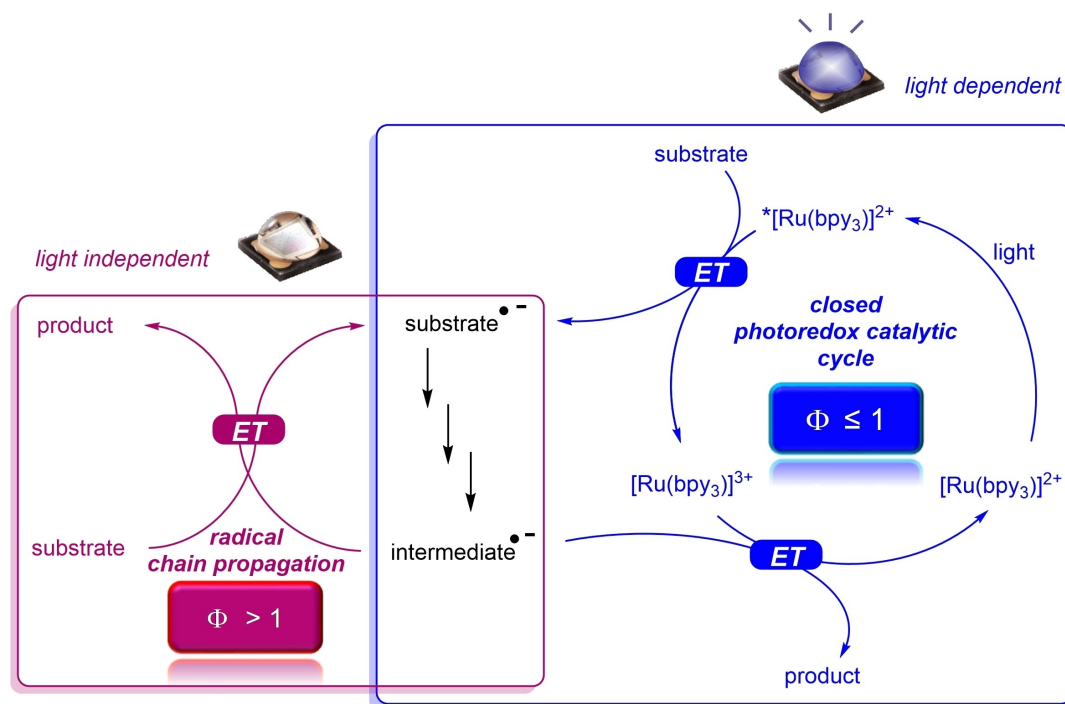 light dependent
substrate
*[Ru(bpy₃)]²⁺
light
ET
closed
photoredox catalytic
cycle
Φ ≤ 1
[Ru(bpy₃)]³⁺
[Ru(bpy₃)]²⁺
ET
product
light independent
product
substrate•-
ET
substrate
intermediate•-
radical
chain propagation
Φ > 1